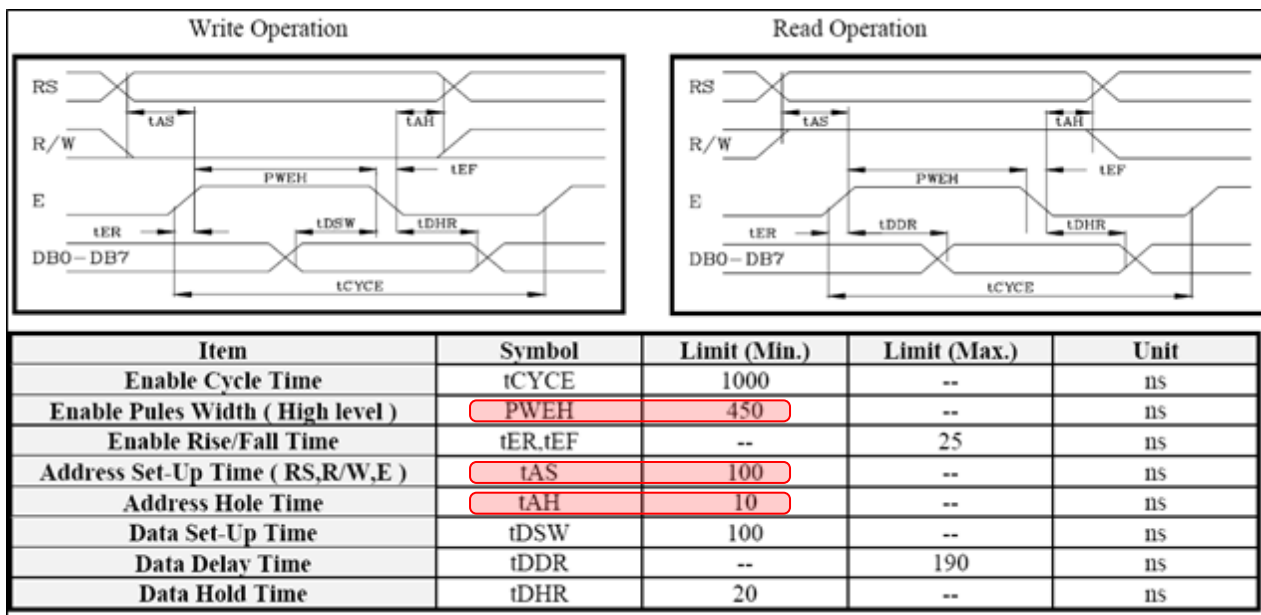 Write Operation
Read Operation
RS
tAS
tAH
R/W
tEF
PWEH
E
tDSW
tDHR
tER
DB0-DB7
tCYCE
RS
tAS
tAH
R/W
tEF
PWEH
E
tDDR
tDHR
tER
DB0-DB7
tCYCE
Item Symbol Limit (Min.) Limit (Max.) Unit
Enable Cycle Time tCYCE 1000 -- ns
Enable Pules Width ( High level ) PWEH 450 -- ns
Enable Rise/Fall Time tER,tEF -- 25 ns
Address Set-Up Time ( RS,R/W,E ) tAS 100 -- ns
Address Hole Time tAH 10 -- ns
Data Set-Up Time tDSW 100 -- ns
Data Delay Time tDDR -- 190 ns
Data Hold Time tDHR 20 -- ns